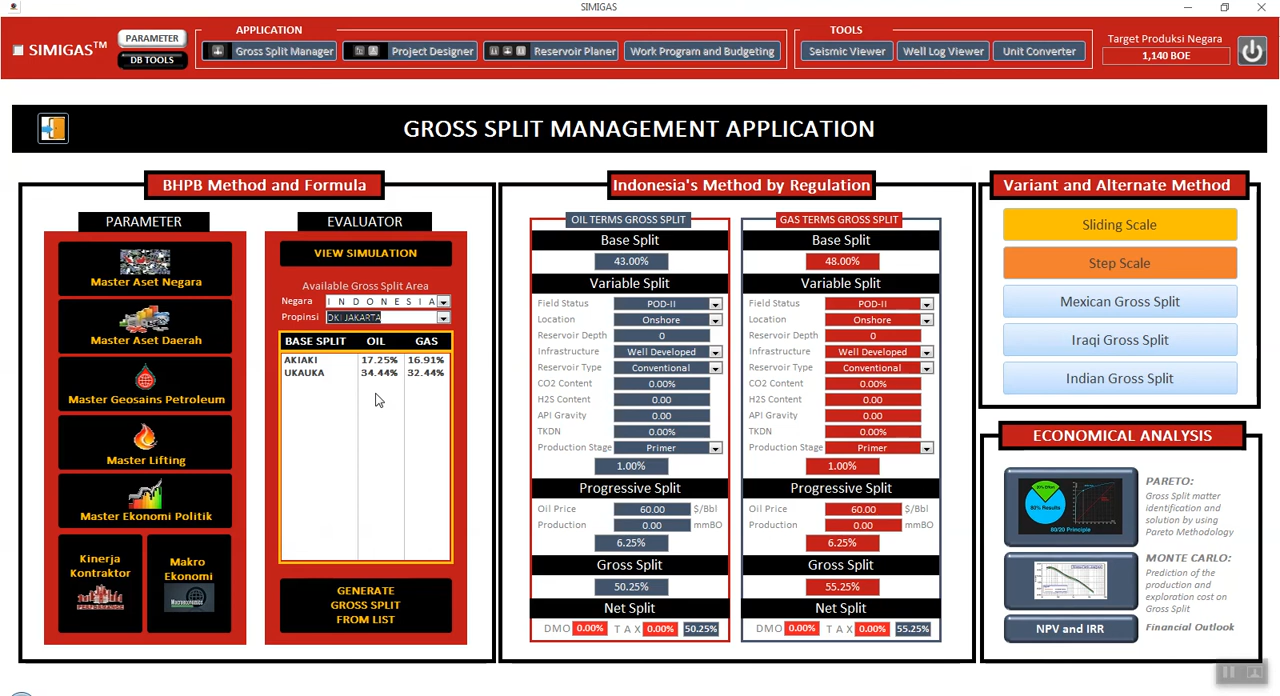 SIMIGAS
SIMIGAS™
PARAMETER
DB TOOLS
APPLICATION
Gross Split Manager
Project Designer
Reservoir Planer
Work Program and Budgeting
TOOLS
Seismic Viewer
Well Log Viewer
Unit Converter
Target Produksi Negara
1,140 BOE
GROSS SPLIT MANAGEMENT APPLICATION
BHPB Method and Formula
PARAMETER
Master Aset Negara
Master Aset Daerah
Master Geosains Petroleum
Master Lifting
Master Ekonomi Politik
Kinerja
Kontraktor
Makro
Ekonomi
EVALUATOR
VIEW SIMULATION
Available Gross Split Area
Negara I N D O N E S I A
Propinsi DKI JAKARTA
BASE SPLIT OIL GAS
AKIAKI 17.25% 16.91%
UKAUKA 34.44% 32.44%
GENERATE
GROSS SPLIT
FROM LIST
Indonesia's Method by Regulation
OIL TERMS GROSS SPLIT
Base Split
43.00%
Variable Split
Field Status POD-II
Location Onshore
Reservoir Depth 0
Infrastructure Well Developed
Reservoir Type Conventional
CO2 Content 0.00%
H2S Content 0.00
API Gravity 0.00
TKDN 0.00%
Production Stage Primer
1.00%
Progressive Split
Oil Price 60.00 $/Bbl
Production 0.00 mmBO
6.25%
Gross Split
50.25%
Net Split
DMO 0.00% T A X 0.00% 50.25%
GAS TERMS GROSS SPLIT
Base Split
48.00%
Variable Split
Field Status POD-II
Location Onshore
Reservoir Depth 0
Infrastructure Well Developed
Reservoir Type Conventional
CO2 Content 0.00%
H2S Content 0.00
API Gravity 0.00
TKDN 0.00%
Production Stage Primer
1.00%
Progressive Split
Oil Price 60.00 $/Bbl
Production 0.00 mmBO
6.25%
Gross Split
55.25%
Net Split
DMO 0.00% T A X 0.00% 55.25%
Variant and Alternate Method
Sliding Scale
Step Scale
Mexican Gross Split
Iraqi Gross Split
Indian Gross Split
ECONOMICAL ANALYSIS
80% Results
80/20 Principle
PARETO:
Gross Split matter
identification and
solution by using
Pareto Methodology
MONTE CARLO:
Prediction of the
production and
exploration cost on
Gross Split
NPV and IRR
Financial Outlook